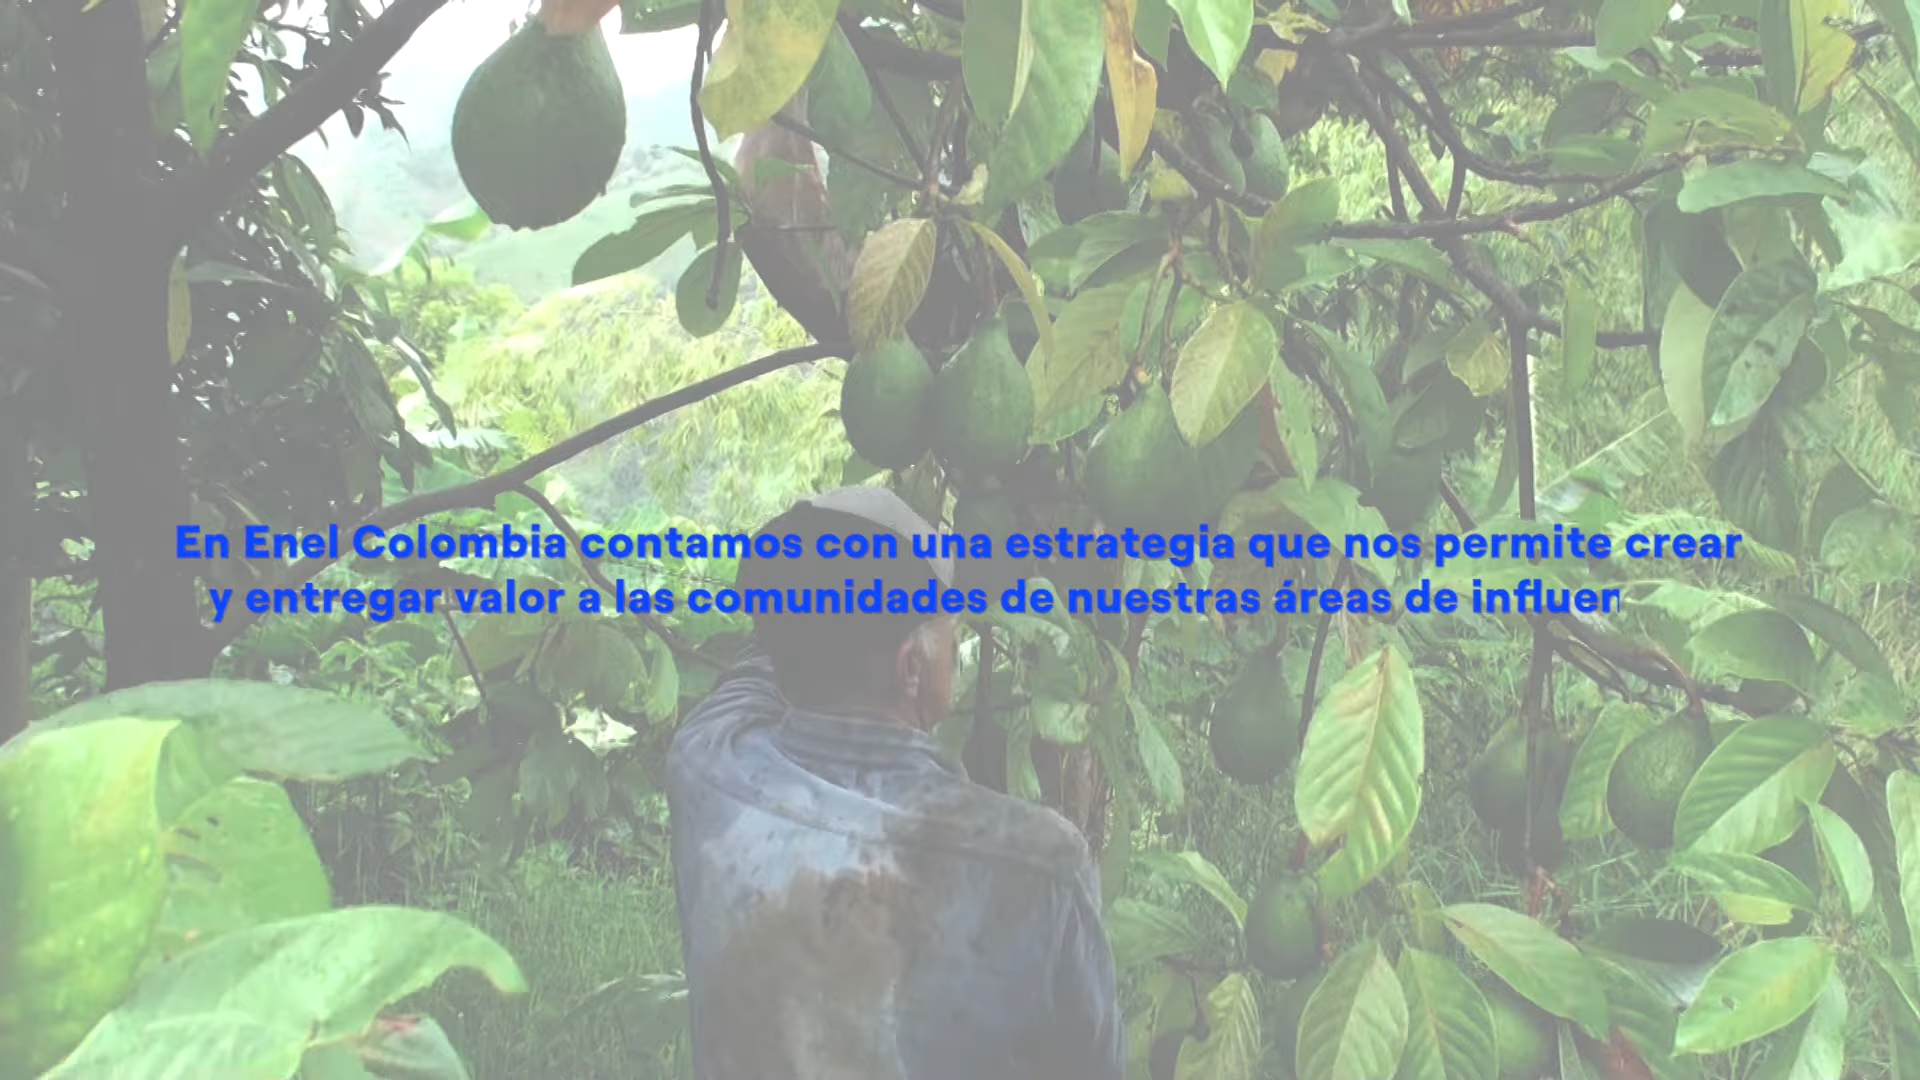 En Enel Colombia contamos con una estrategia que nos permite crear
y entregar valor a las comunidades de nuestras áreas de influen